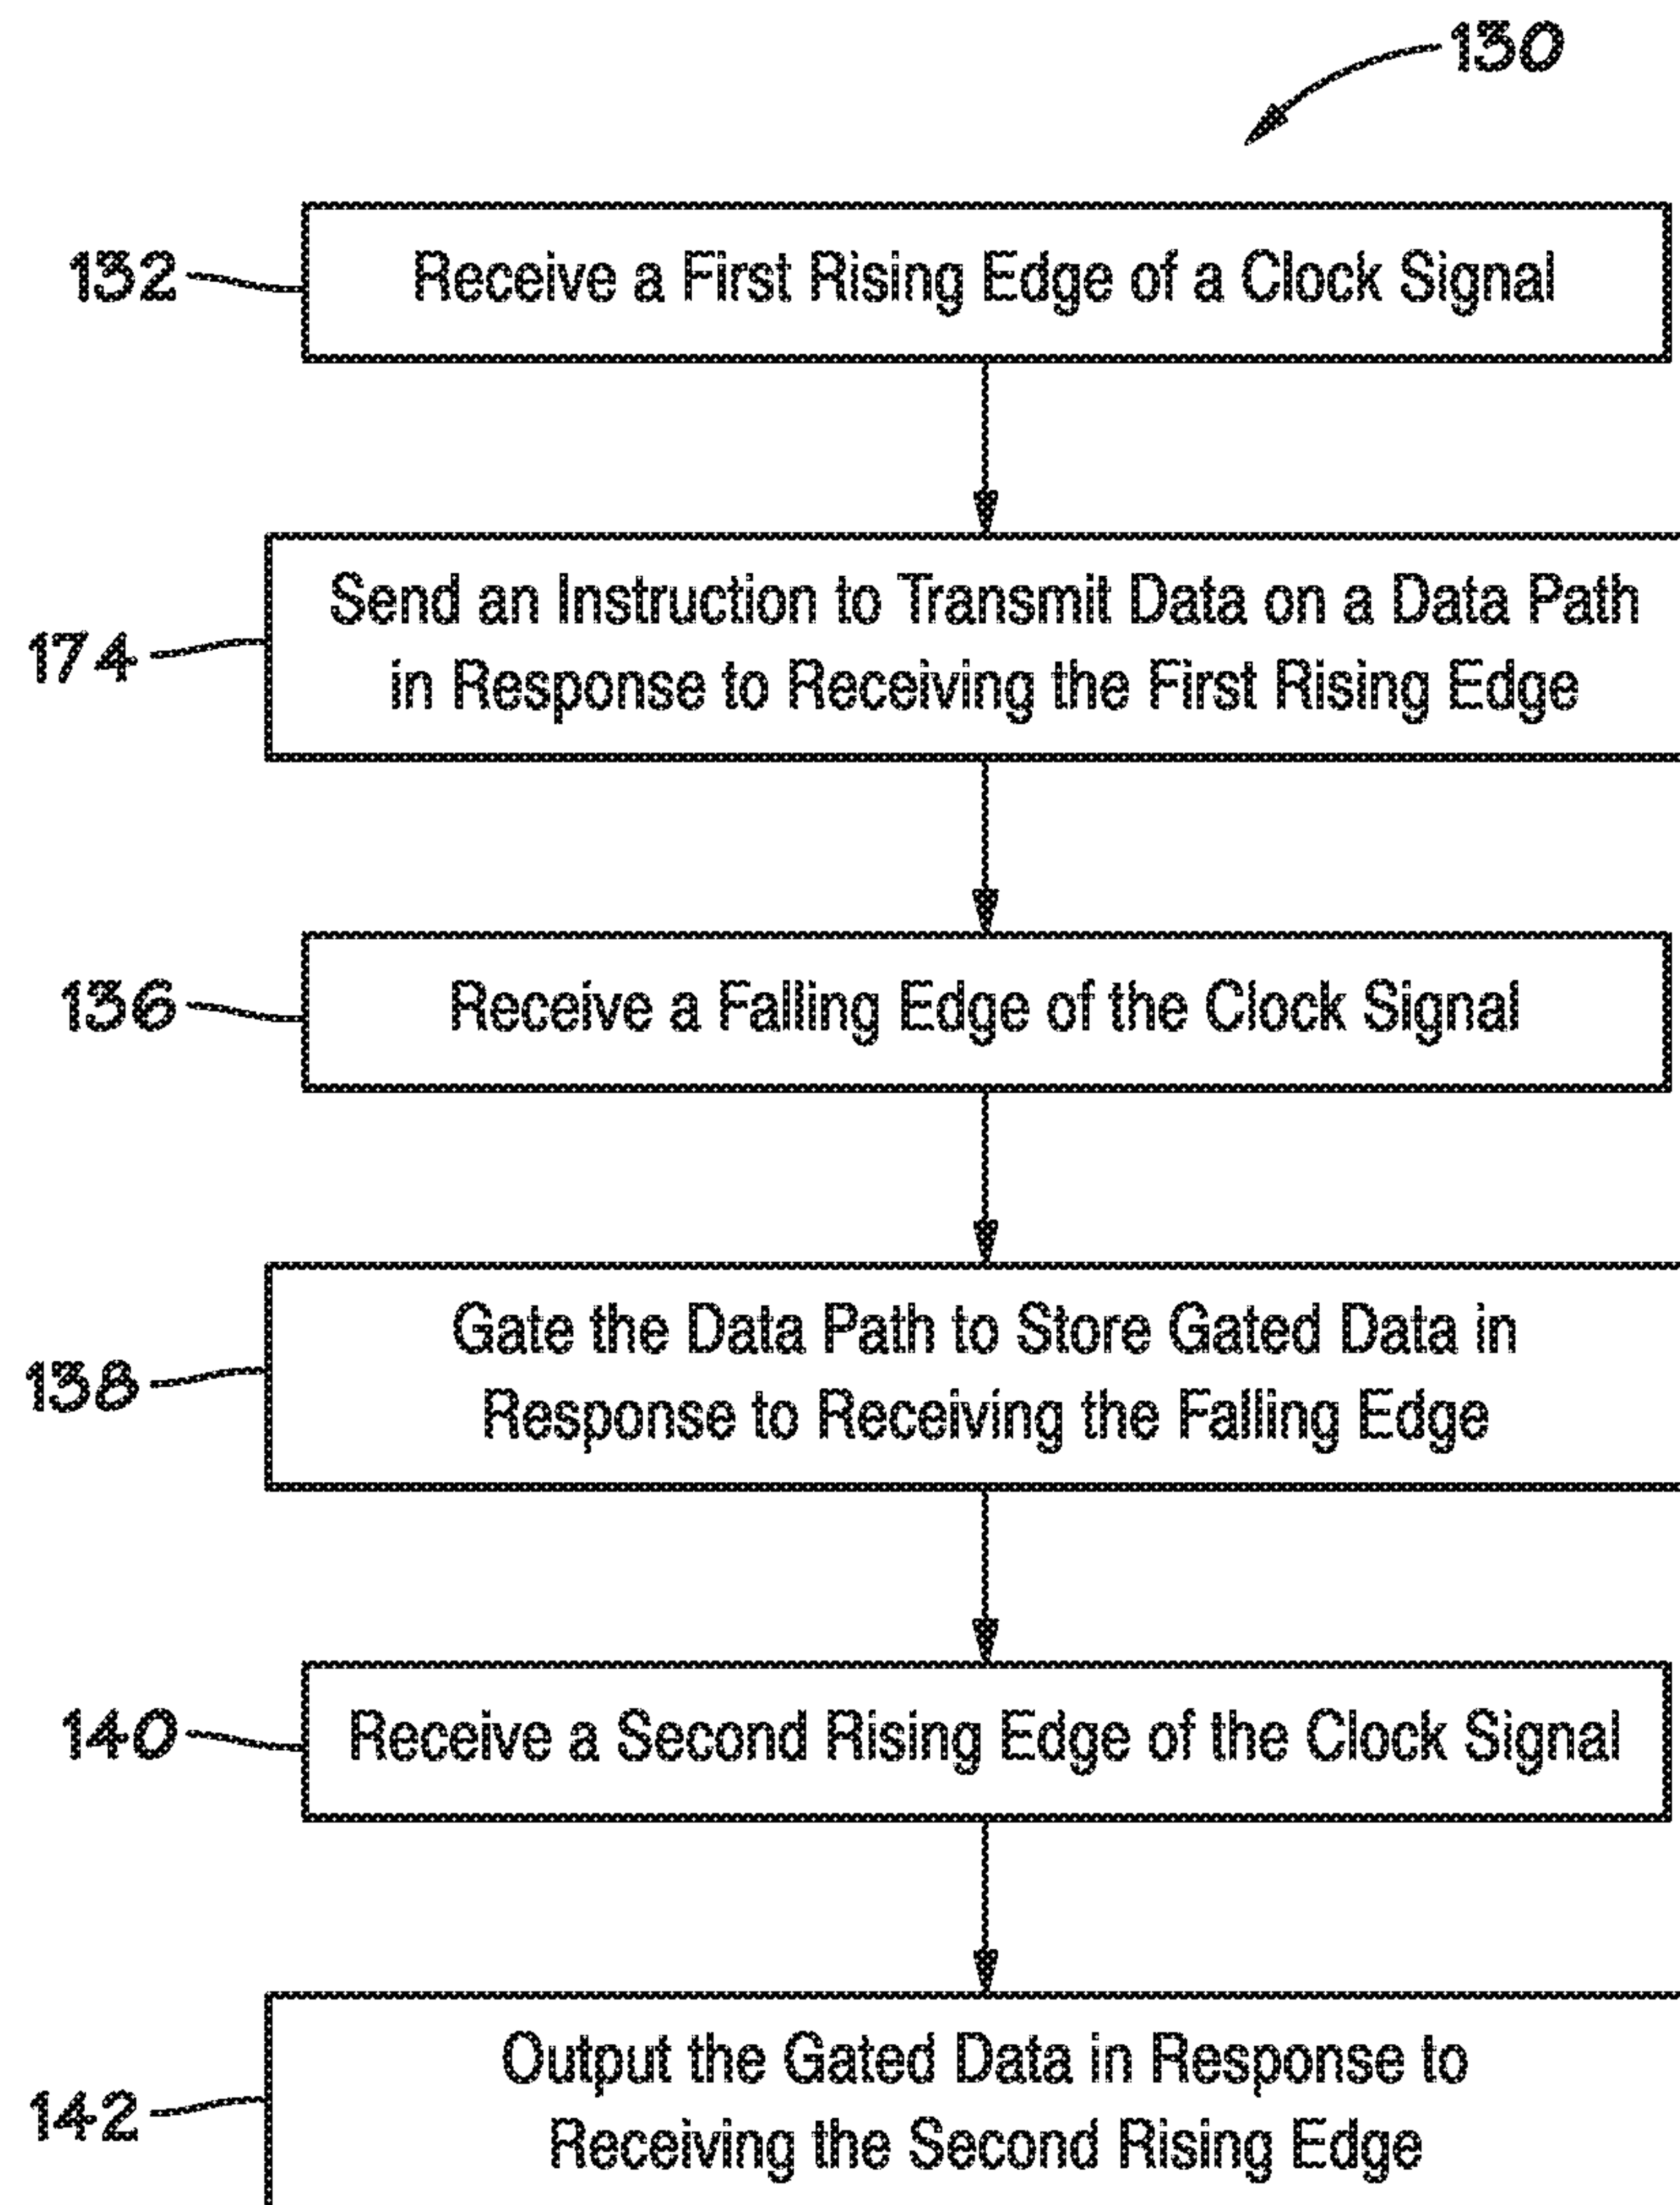 130
132
Receive a First Rising Edge of a Clock Signal
174
Send an Instruction to Transmit Data on a Data Path
in Response to Receiving the First Rising Edge
136
Receive a Falling Edge of the Clock Signal
138
Gate the Data Path to Store Gated Data in
Response to Receiving the Falling Edge
140
Receive a Second Rising Edge of the Clock Signal
142
Output the Gated Data in Response to
Receiving the Second Rising Edge